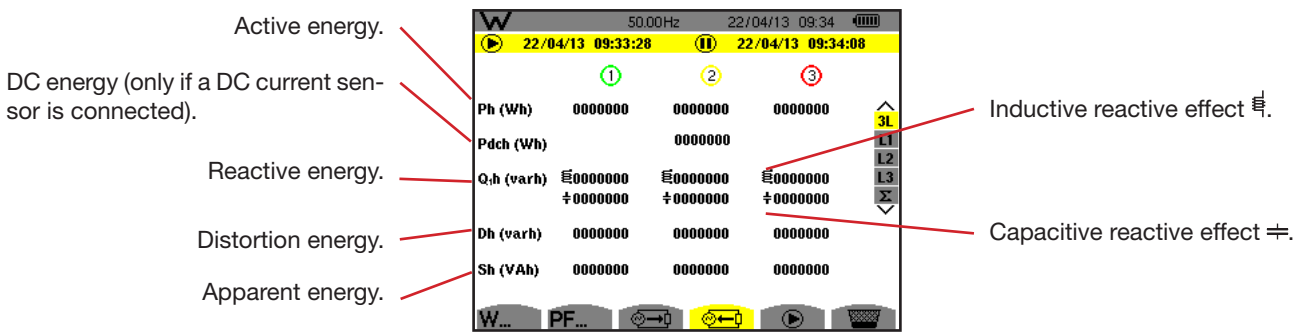 Active energy.
DC energy (only if a DC current sen-
sor is connected).
Reactive energy.
Distortion energy.
Apparent energy.
W 50.00Hz 22/04/13 09:34
22/04/13 09:33:28 22/04/13 09:34:08
1 2 3
Ph (Wh) 0000000 0000000 0000000
Pdch (Wh) 0000000
Q₁h (varh) 0000000 0000000 0000000
0000000 0000000 0000000
Dh (varh) 0000000 0000000 0000000
Sh (VAh) 0000000 0000000 0000000
3L
L1
L2
L3
Σ
W... PF...
Inductive reactive effect
Capacitive reactive effect